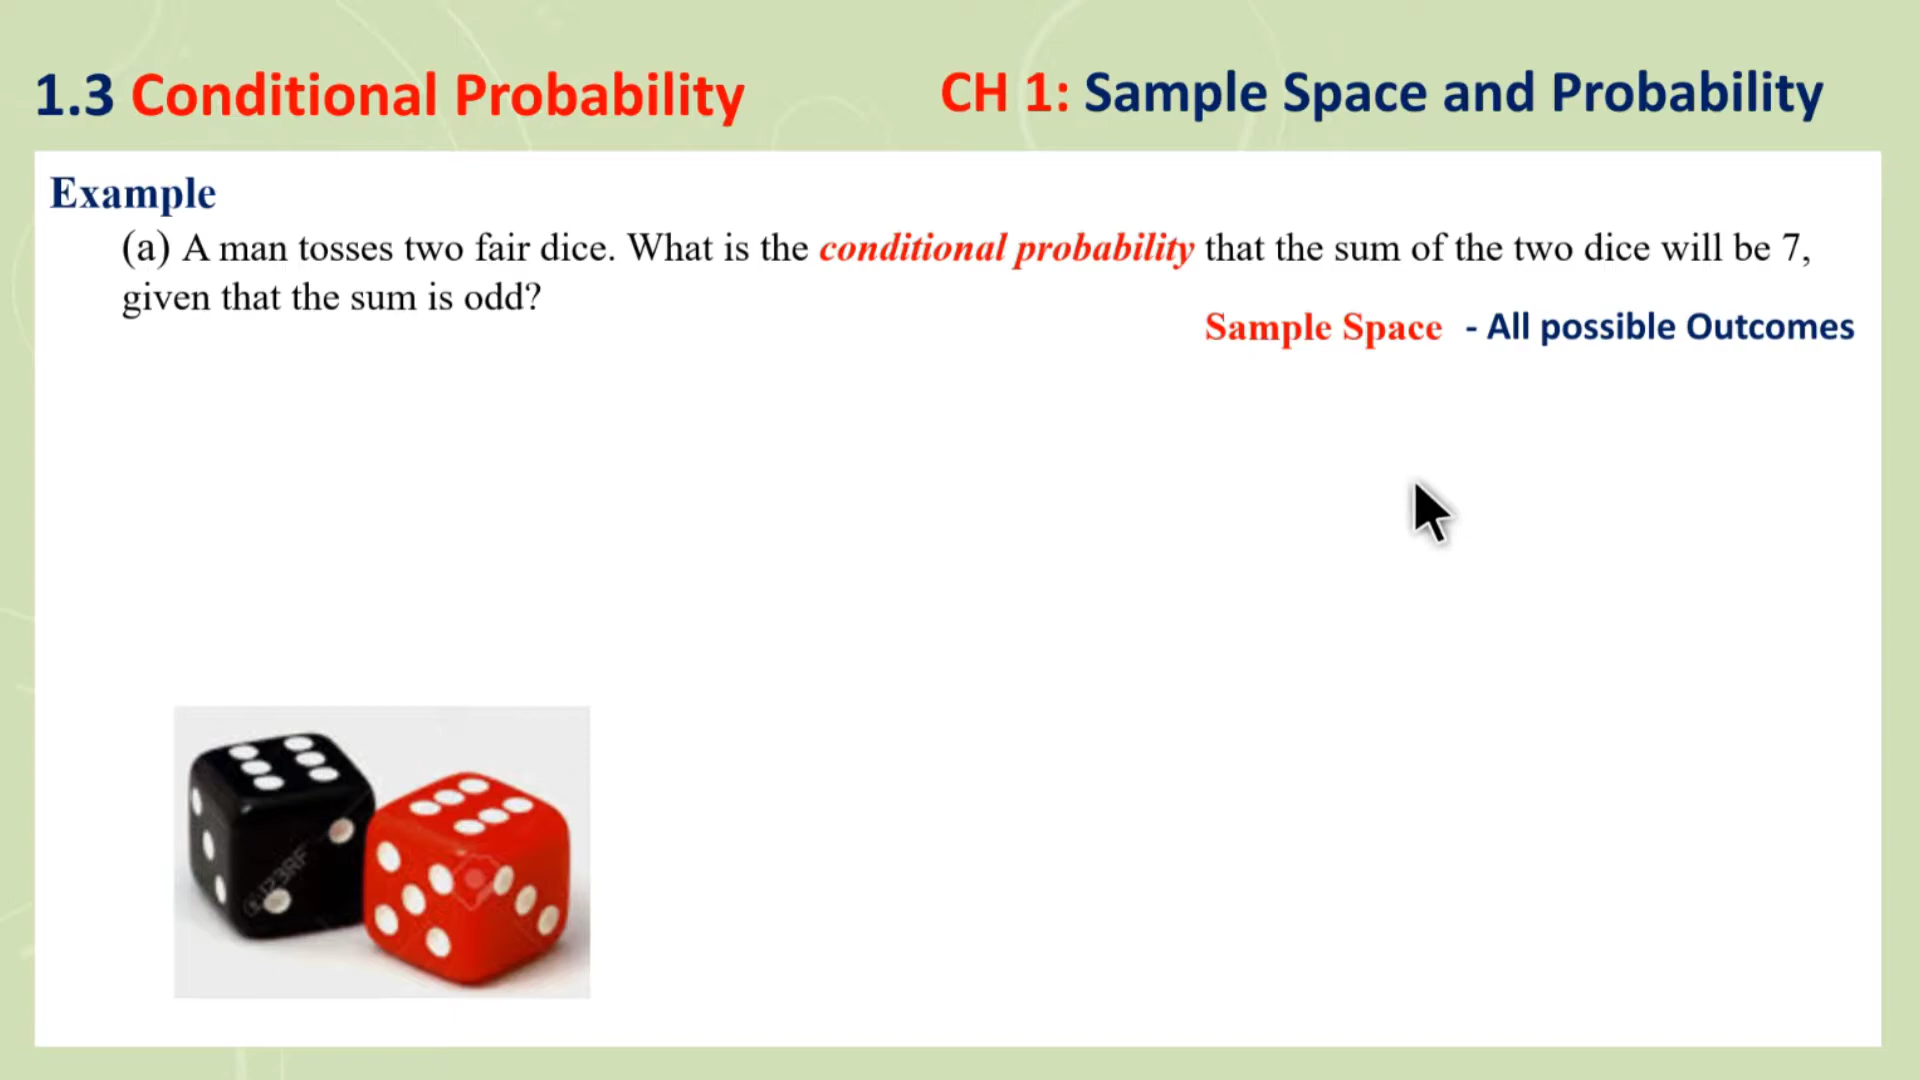 1.3 Conditional Probability
CH 1: Sample Space and Probability
Example
(a) A man tosses two fair dice. What is the conditional probability that the sum of the two dice will be 7,
given that the sum is odd?
Sample Space - All possible Outcomes
123RF